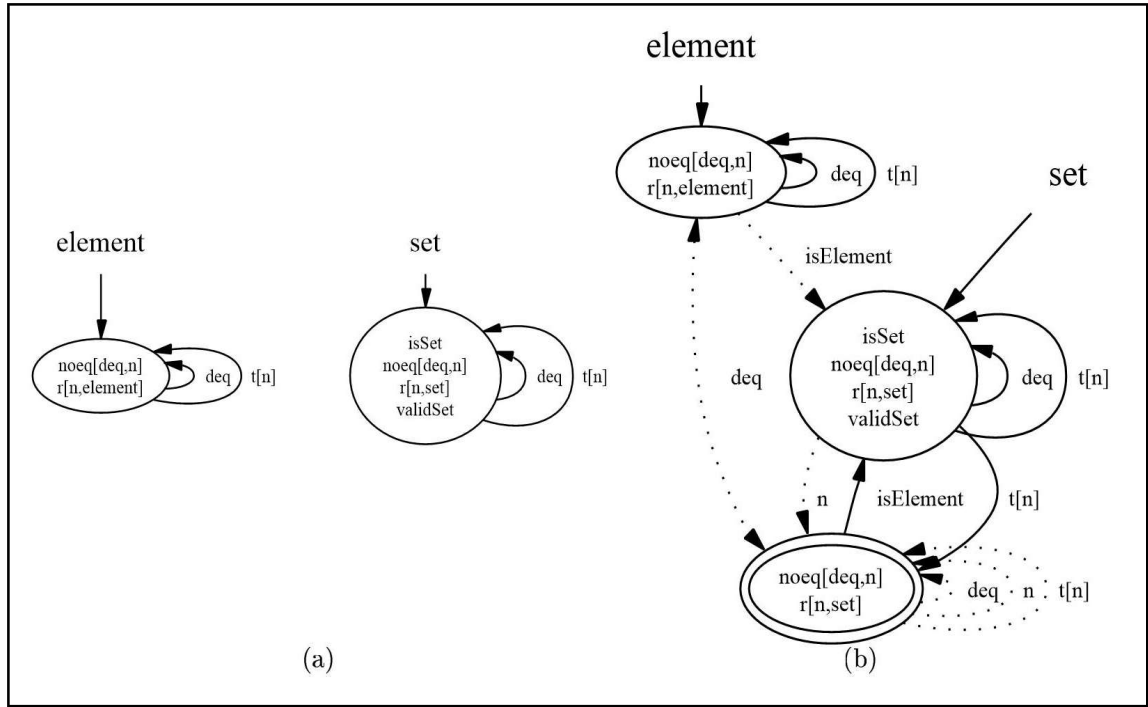 element
set
noeq[deq,n]
r[n,element]
deq
t[n]
isSet
noeq[deq,n]
r[n,set]
validSet
deq
t[n]
(a)
element
noeq[deq,n]
r[n,element]
deq
t[n]
set
isElement
isSet
noeq[deq,n]
r[n,set]
validSet
deq
t[n]
deq
n
isElement
t[n]
noeq[deq,n]
r[n,set]
deq
n
t[n]
(b)